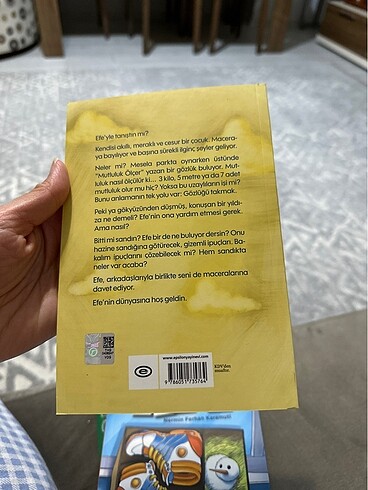 Efe'yle tanıştın mı?
Kendisi akıllı, meraklı ve cesur bir çocuk. Macera-
ya bayılıyor ve başına sürekli ilginç şeyler geliyor.
Neler mi? Mesela parkta oynarken üstünde
"Mutluluk Ölçer" yazan bir gözlük buluyor. Mut-
luluk nasıl ölçülür ki... 3 kilo, 5 metre ya da 7 adet
mutluluk olur mu hiç? Yoksa bu uzaylıların işi mi?
Bunu anlamanın tek yolu var: Gözlüğü takmak.
Peki ya gökyüzünden düşmüş, konuşan bir yıldı-
za ne demeli? Efe'nin ona yardım etmesi gerek.
Ama nasıl?
Bitti mi sandın? Efe bir de ne buluyor dersin? Onu
hazine sandığına götürecek, gizemli ipuçları. Ba-
kalım ipuçlarını çözebilecek mi? Hem sandıkta
neler var acaba?
Efe, arkadaşlarıyla birlikte seni de maceralarına
davet ediyor.
Efe'nin dünyasına hoş geldin.
www.epsilonyayinevi.com
9 786051 735764
KDV'den
muaftır.